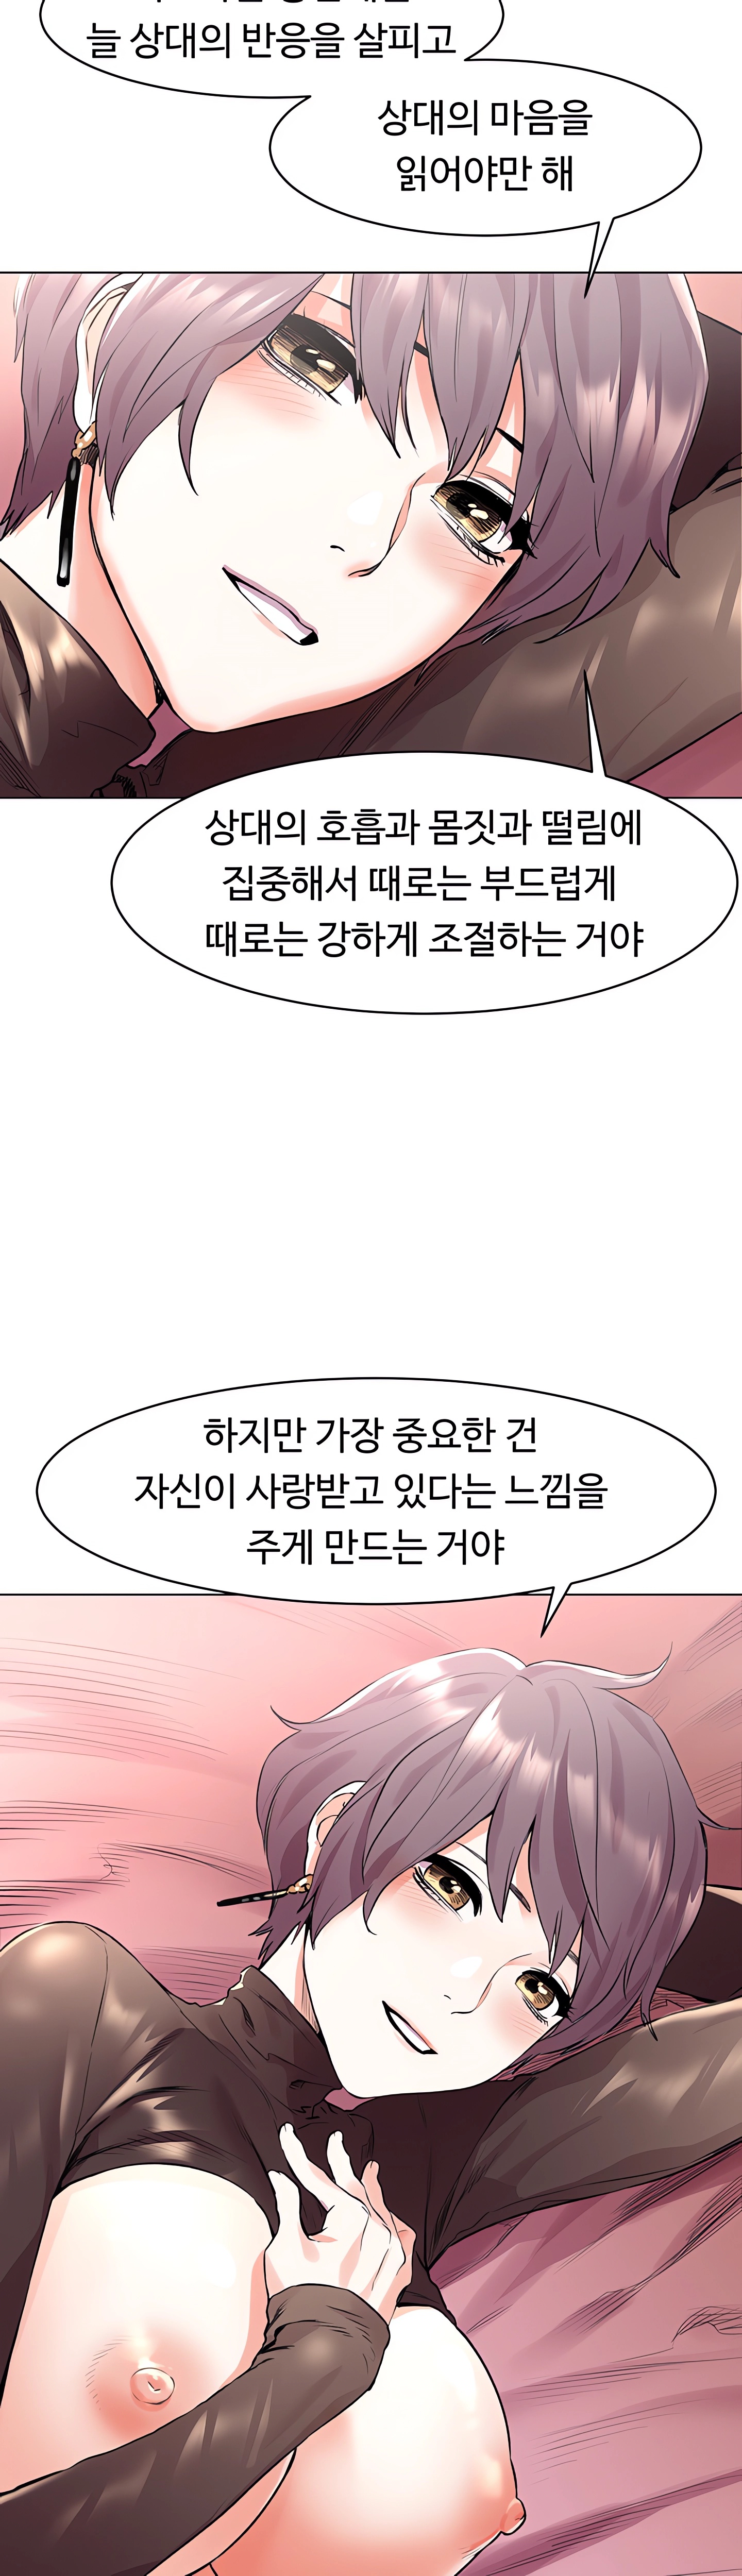 늘 상대의 반응을 살피고
상대의 마음을
읽어야만 해
상대의 호흡과 몸짓과 떨림에
집중해서 때로는 부드럽게
때로는 강하게 조절하는 거야
하지만 가장 중요한 건
자신이 사랑받고 있다는 느낌을
주게 만드는 거야